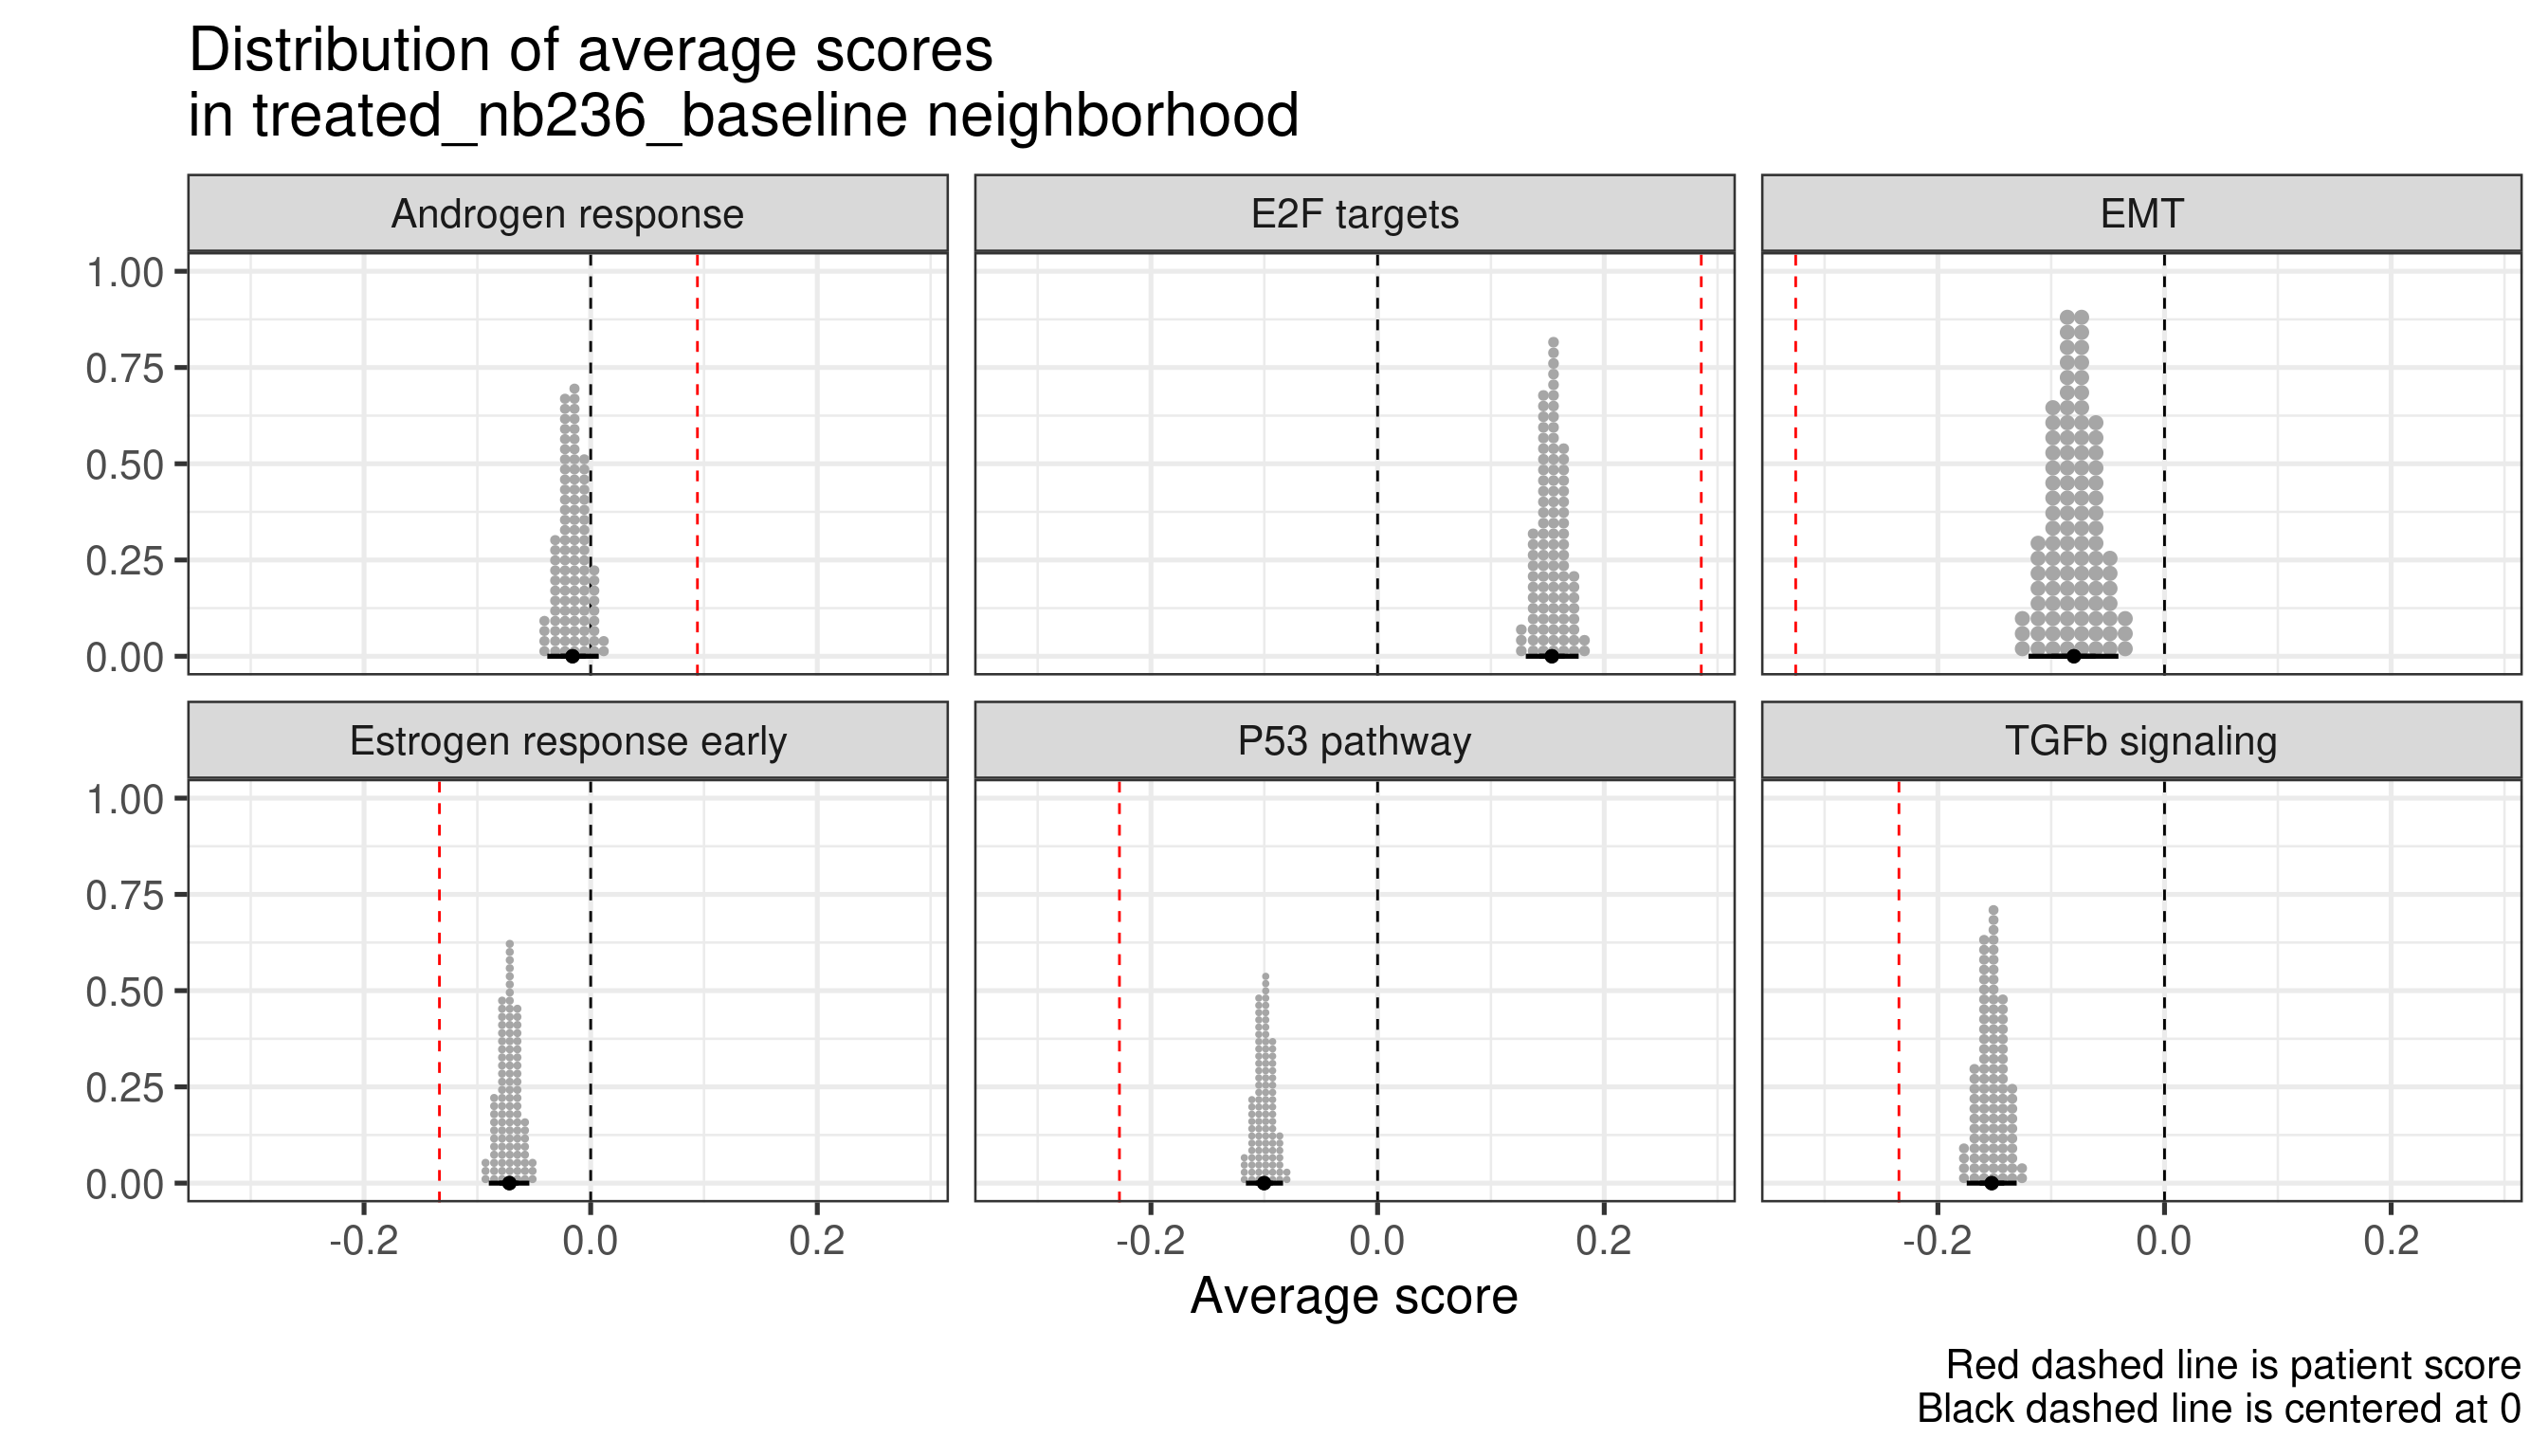 Distribution of average scores
in treated_nb236_baseline neighborhood
Androgen response
E2F targets
EMT
1.00
0.75
0.50
0.25
0.00
Estrogen response early
P53 pathway
TGFb signaling
1.00
0.75
0.50
0.25
0.00
-0.2 0.0 0.2
-0.2 0.0 0.2
-0.2 0.0 0.2
Average score
Red dashed line is patient score
Black dashed line is centered at 0